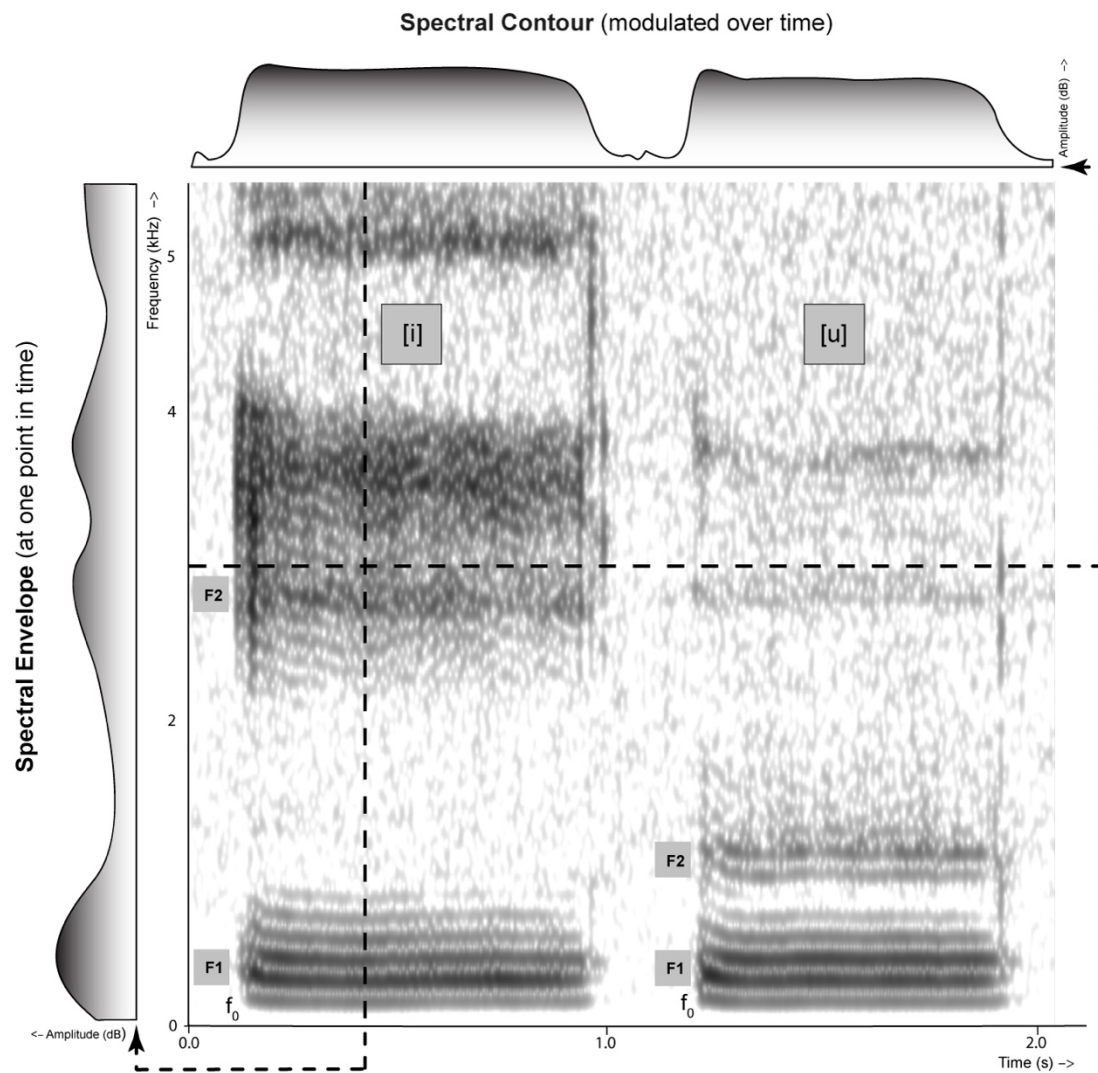 Spectral Contour (modulated over time)
Amplitude (dB) –>
Spectral Envelope (at one point in time)
Frequency (kHz) –>
5
[i]
[u]
4
F2
2
F2
F1
F1
f0
f0
0
<– Amplitude (dB)
0.0
1.0
2.0
Time (s) –>